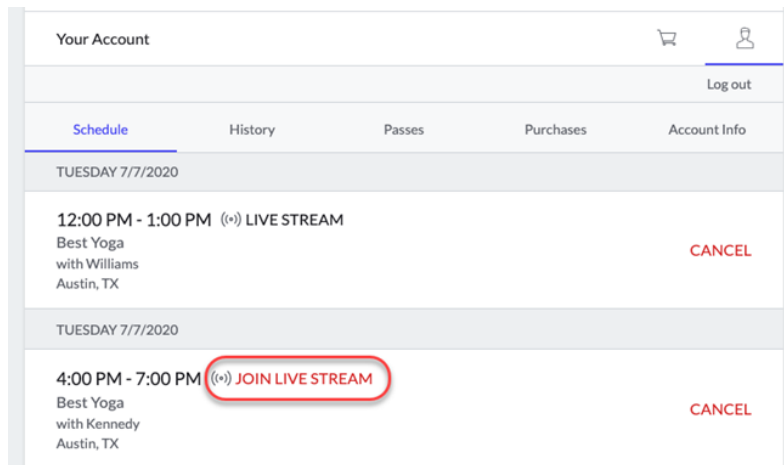 Your Account
Log out
Schedule History Passes Purchases Account Info
TUESDAY 7/7/2020
12:00 PM - 1:00 PM LIVE STREAM
Best Yoga
with Williams
Austin, TX
CANCEL
TUESDAY 7/7/2020
4:00 PM - 7:00 PM JOIN LIVE STREAM
Best Yoga
with Kennedy
Austin, TX
CANCEL